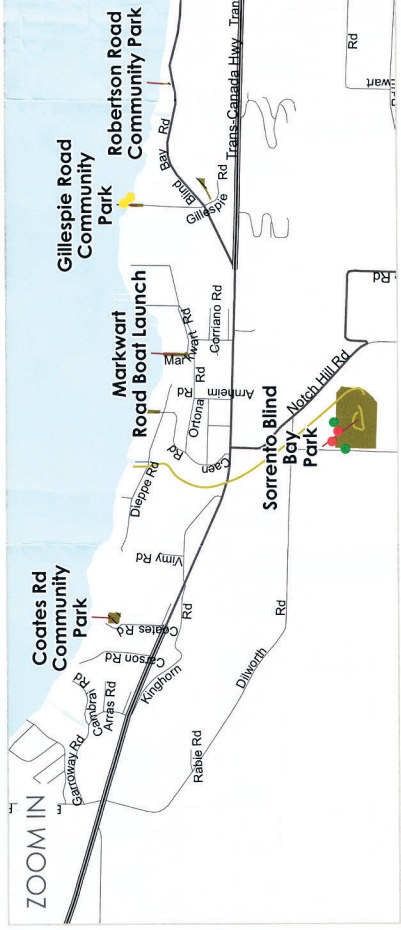 ZOOM IN
Coates Rd
Community
Park
Markwart
Road Boat Launch
Gillespie Road
Community
Park
Robertson Road
Community Park
Sorrento Blind
Bay
Park
Garroway Rd
Cambrai
Rd
Arras Rd
Carson Rd
Coates Rd
Kinghorn
Rd
Vimy Rd
Dieppe Rd
Caen
Rd
Ortona
Rd
Arnheim
Rd
Markwart Rd
Corriano Rd
Blind
Bay
Rd
Gillespie
Rd
Trans-Canada Hwy
Tran
Rabie Rd
Dilworth
Rd
Notch Hill Rd
Rd
Rd
wart